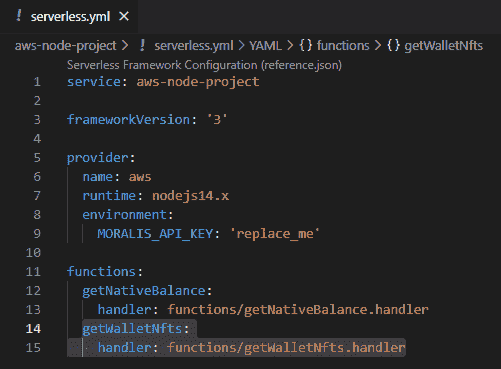 ! serverless.yml ×
aws-node-project > ! serverless.yml > YAML > {} functions > {} getWalletNfts
Serverless Framework Configuration (reference.json)
1 service: aws-node-project
2
3 frameworkVersion: '3'
4
5 provider:
6 name: aws
7 runtime: nodejs14.x
8 environment:
9 MORALIS_API_KEY: 'replace_me'
10
11 functions:
12 getNativeBalance:
13 handler: functions/getNativeBalance.handler
14 getWalletNfts:
15 handler: functions/getWalletNfts.handler